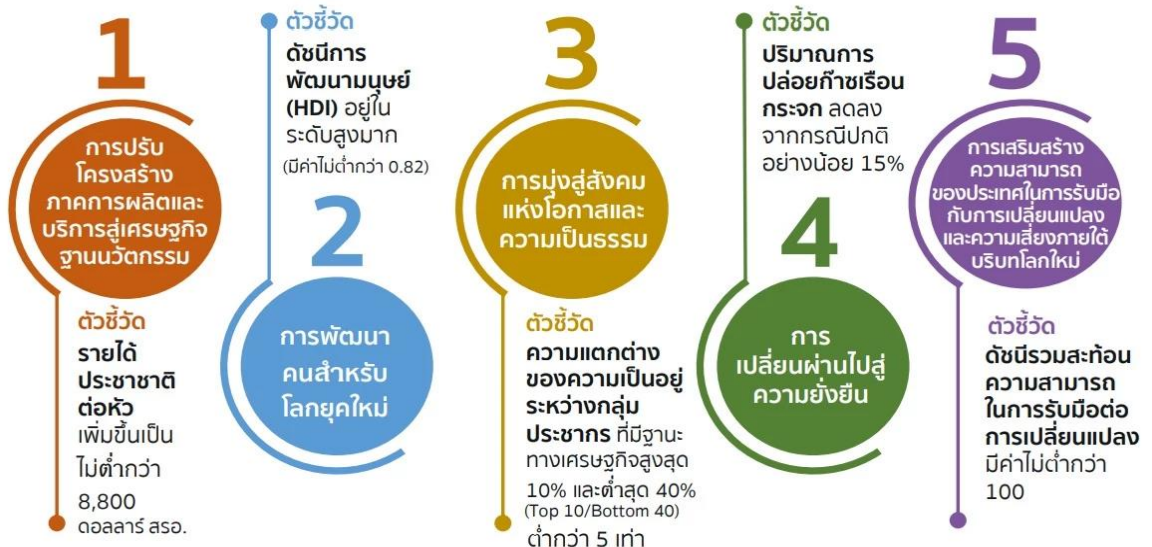 1
การปรับ
โครงสร้าง
ภาคการผลิตและ
บริการสู่เศรษฐกิจ
ฐานนวัตกรรม
ตัวชี้วัด
รายได้
ประชาชาติ
ต่อหัว
เพิ่มขึ้นเป็น
ไม่ต่ำกว่า
8,800
ดอลลาร์ สรอ.
ตัวชี้วัด
ดัชนีการ
พัฒนามนุษย์
(HDI) อยู่ใน
ระดับสูงมาก
(มีค่าไม่ต่ำกว่า 0.82)
2
การพัฒนา
คนสำหรับ
โลกยุคใหม่
3
การมุ่งสู่สังคม
แห่งโอกาสและ
ความเป็นธรรม
ตัวชี้วัด
ความแตกต่าง
ของความเป็นอยู่
ระหว่างกลุ่ม
ประชากร ที่มีฐานะ
ทางเศรษฐกิจสูงสุด
10% และต่ำสุด 40%
(Top 10/Bottom 40)
ต่ำกว่า 5 เท่า
ตัวชี้วัด
ปริมาณการ
ปล่อยก๊าซเรือน
กระจก ลดลง
จากกรณีปกติ
อย่างน้อย 15%
4
การ
เปลี่ยนผ่านไปสู่
ความยั่งยืน
5
การเสริมสร้าง
ความสามารถ
ของประเทศในการรับมือ
กับการเปลี่ยนแปลง
และความเสี่ยงภายใต้
บริบทโลกใหม่
ตัวชี้วัด
ดัชนีรวมสะท้อน
ความสามารถ
ในการรับมือต่อ
การเปลี่ยนแปลง
มีค่าไม่ต่ำกว่า
100